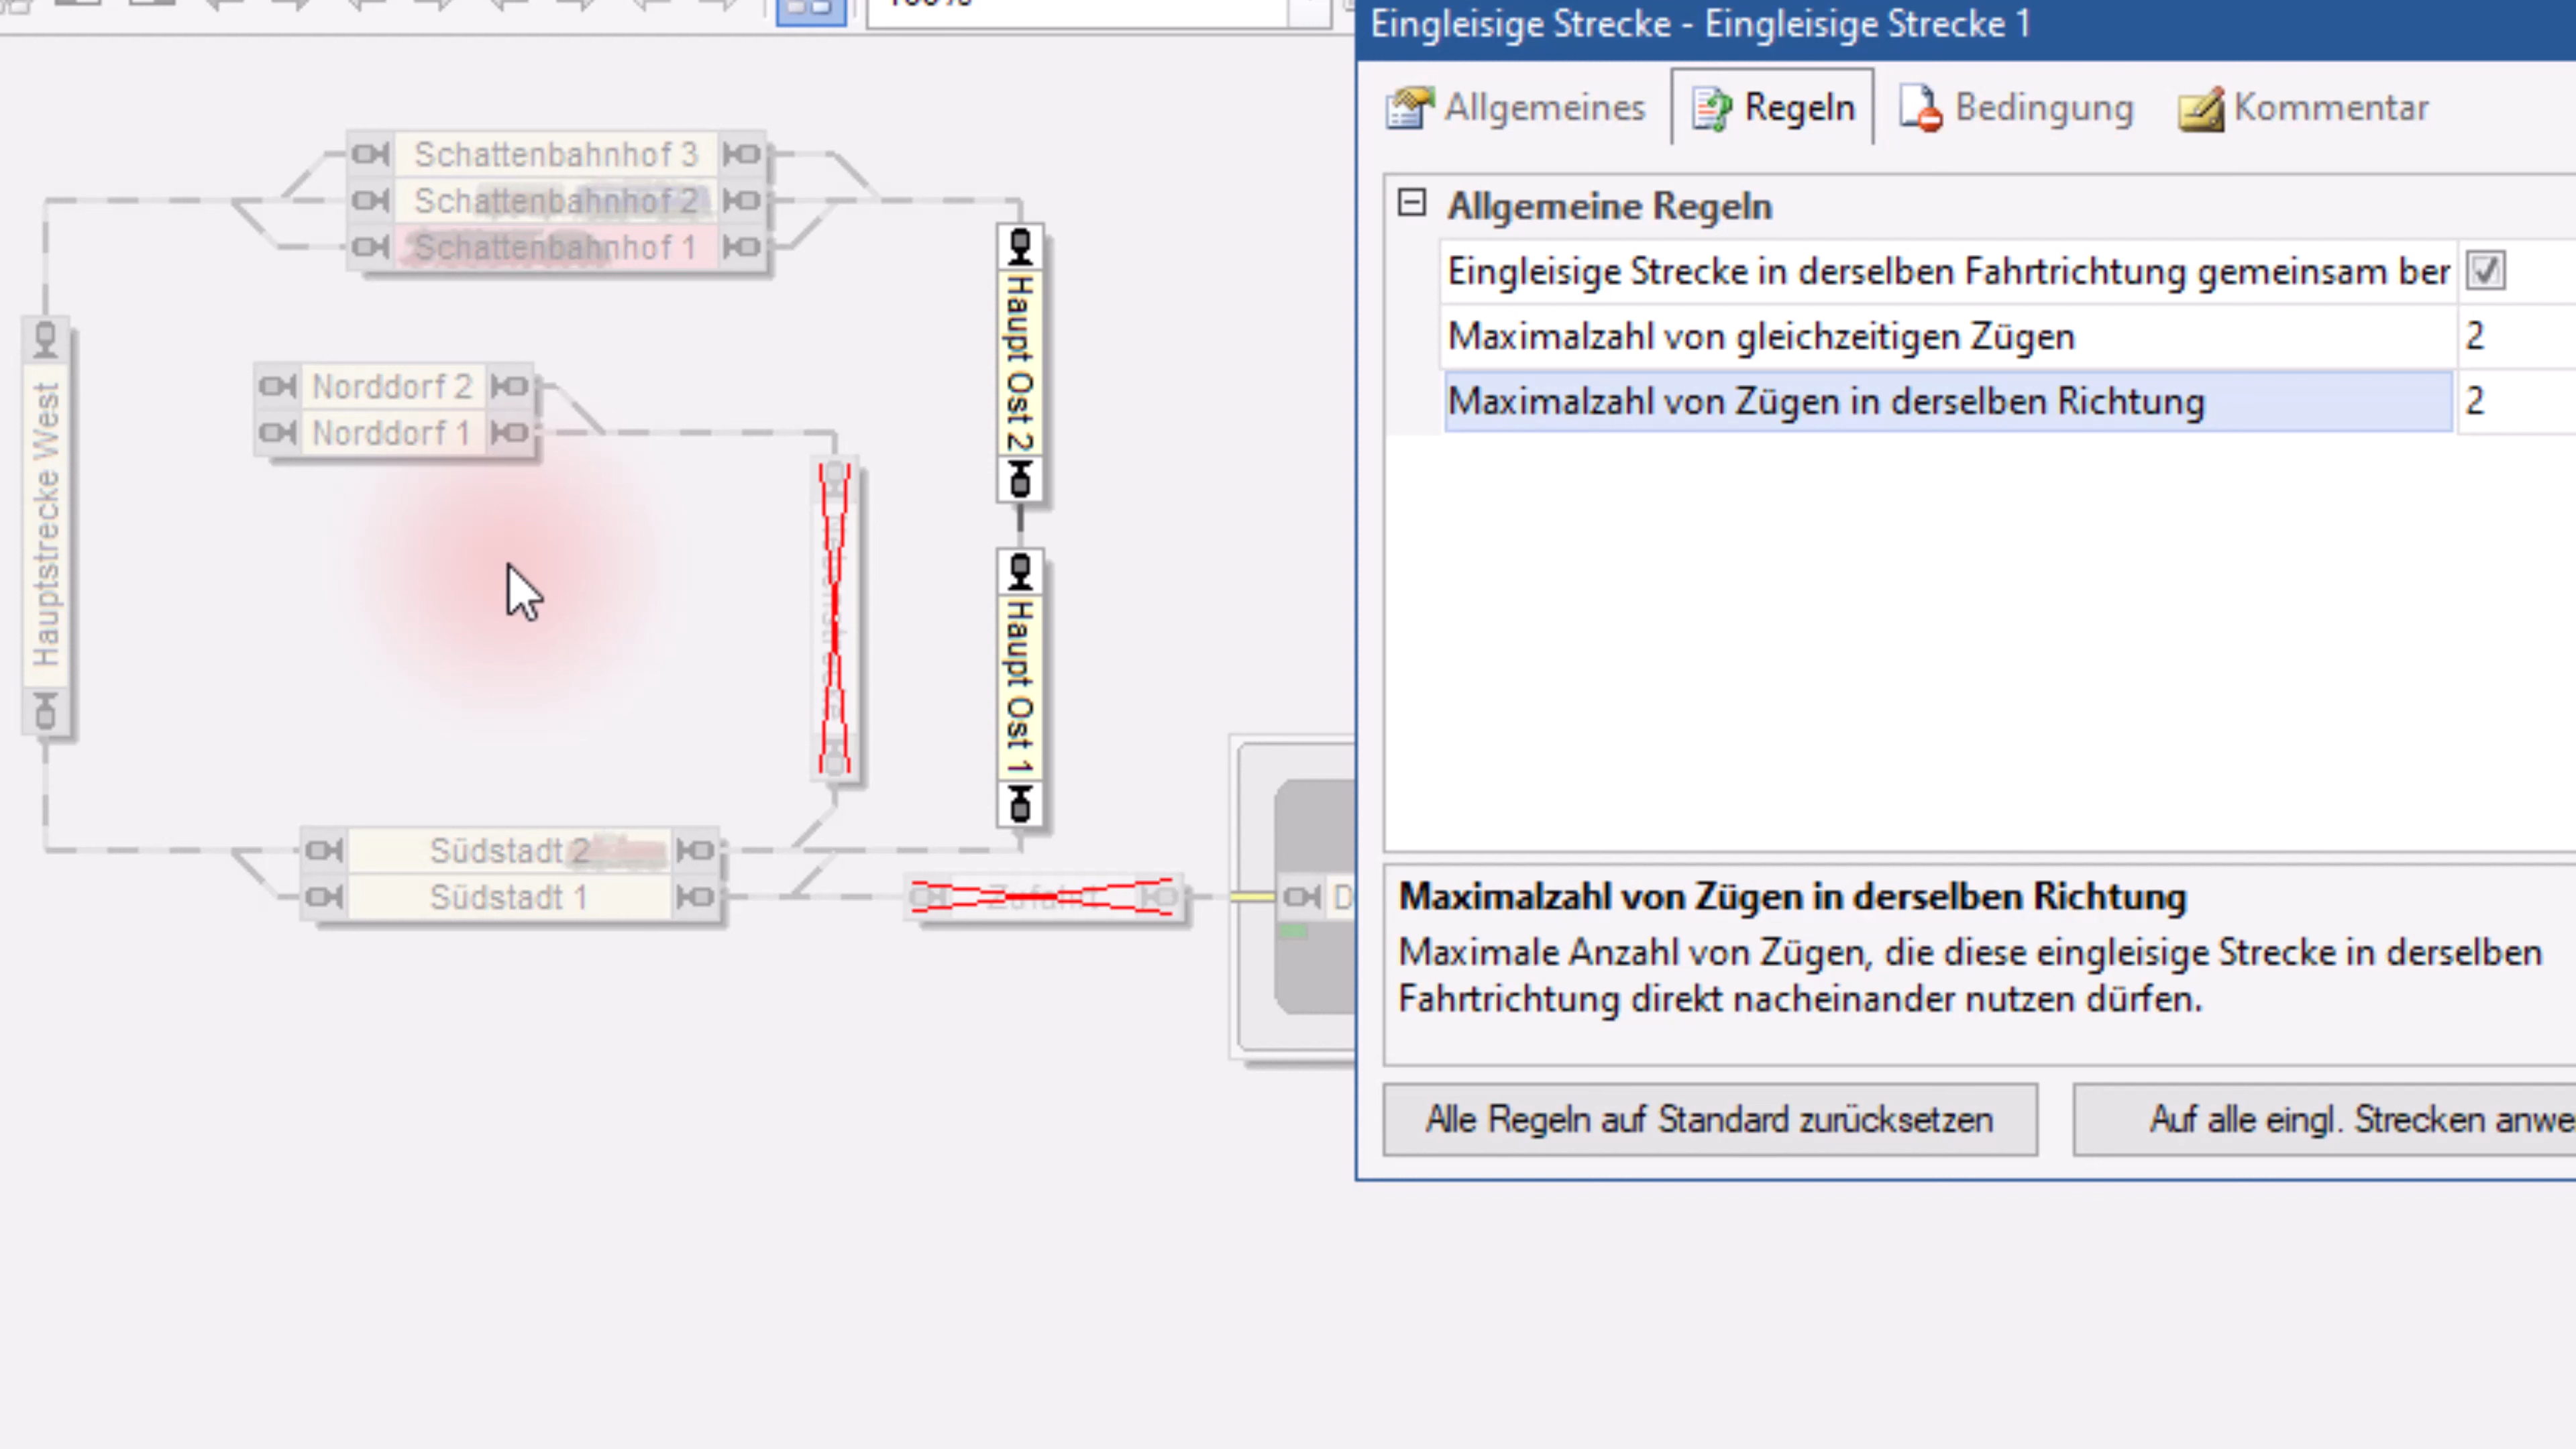 Eingleisige Strecke - Eingleisige Strecke 1
Allgemeines
Regeln
Bedingung
Kommentar
Allgemeine Regeln
Eingleisige Strecke in derselben Fahrtrichtung gemeinsam ber
Maximalzahl von gleichzeitigen Zügen
2
Maximalzahl von Zügen in derselben Richtung
2
Maximalzahl von Zügen in derselben Richtung
Maximale Anzahl von Zügen, die diese eingleisige Strecke in derselben
Fahrtrichtung direkt nacheinander nutzen dürfen.
Alle Regeln auf Standard zurücksetzen
Auf alle eingl. Strecken anwe
Schattenbahnhof 3
Schattenbahnhof 2
Schattenbahnhof 1
Hauptstrecke West
Norddorf 2
Norddorf 1
Haupt Ost 2
Haupt Ost 1
Südstadt 2
Südstadt 1
D